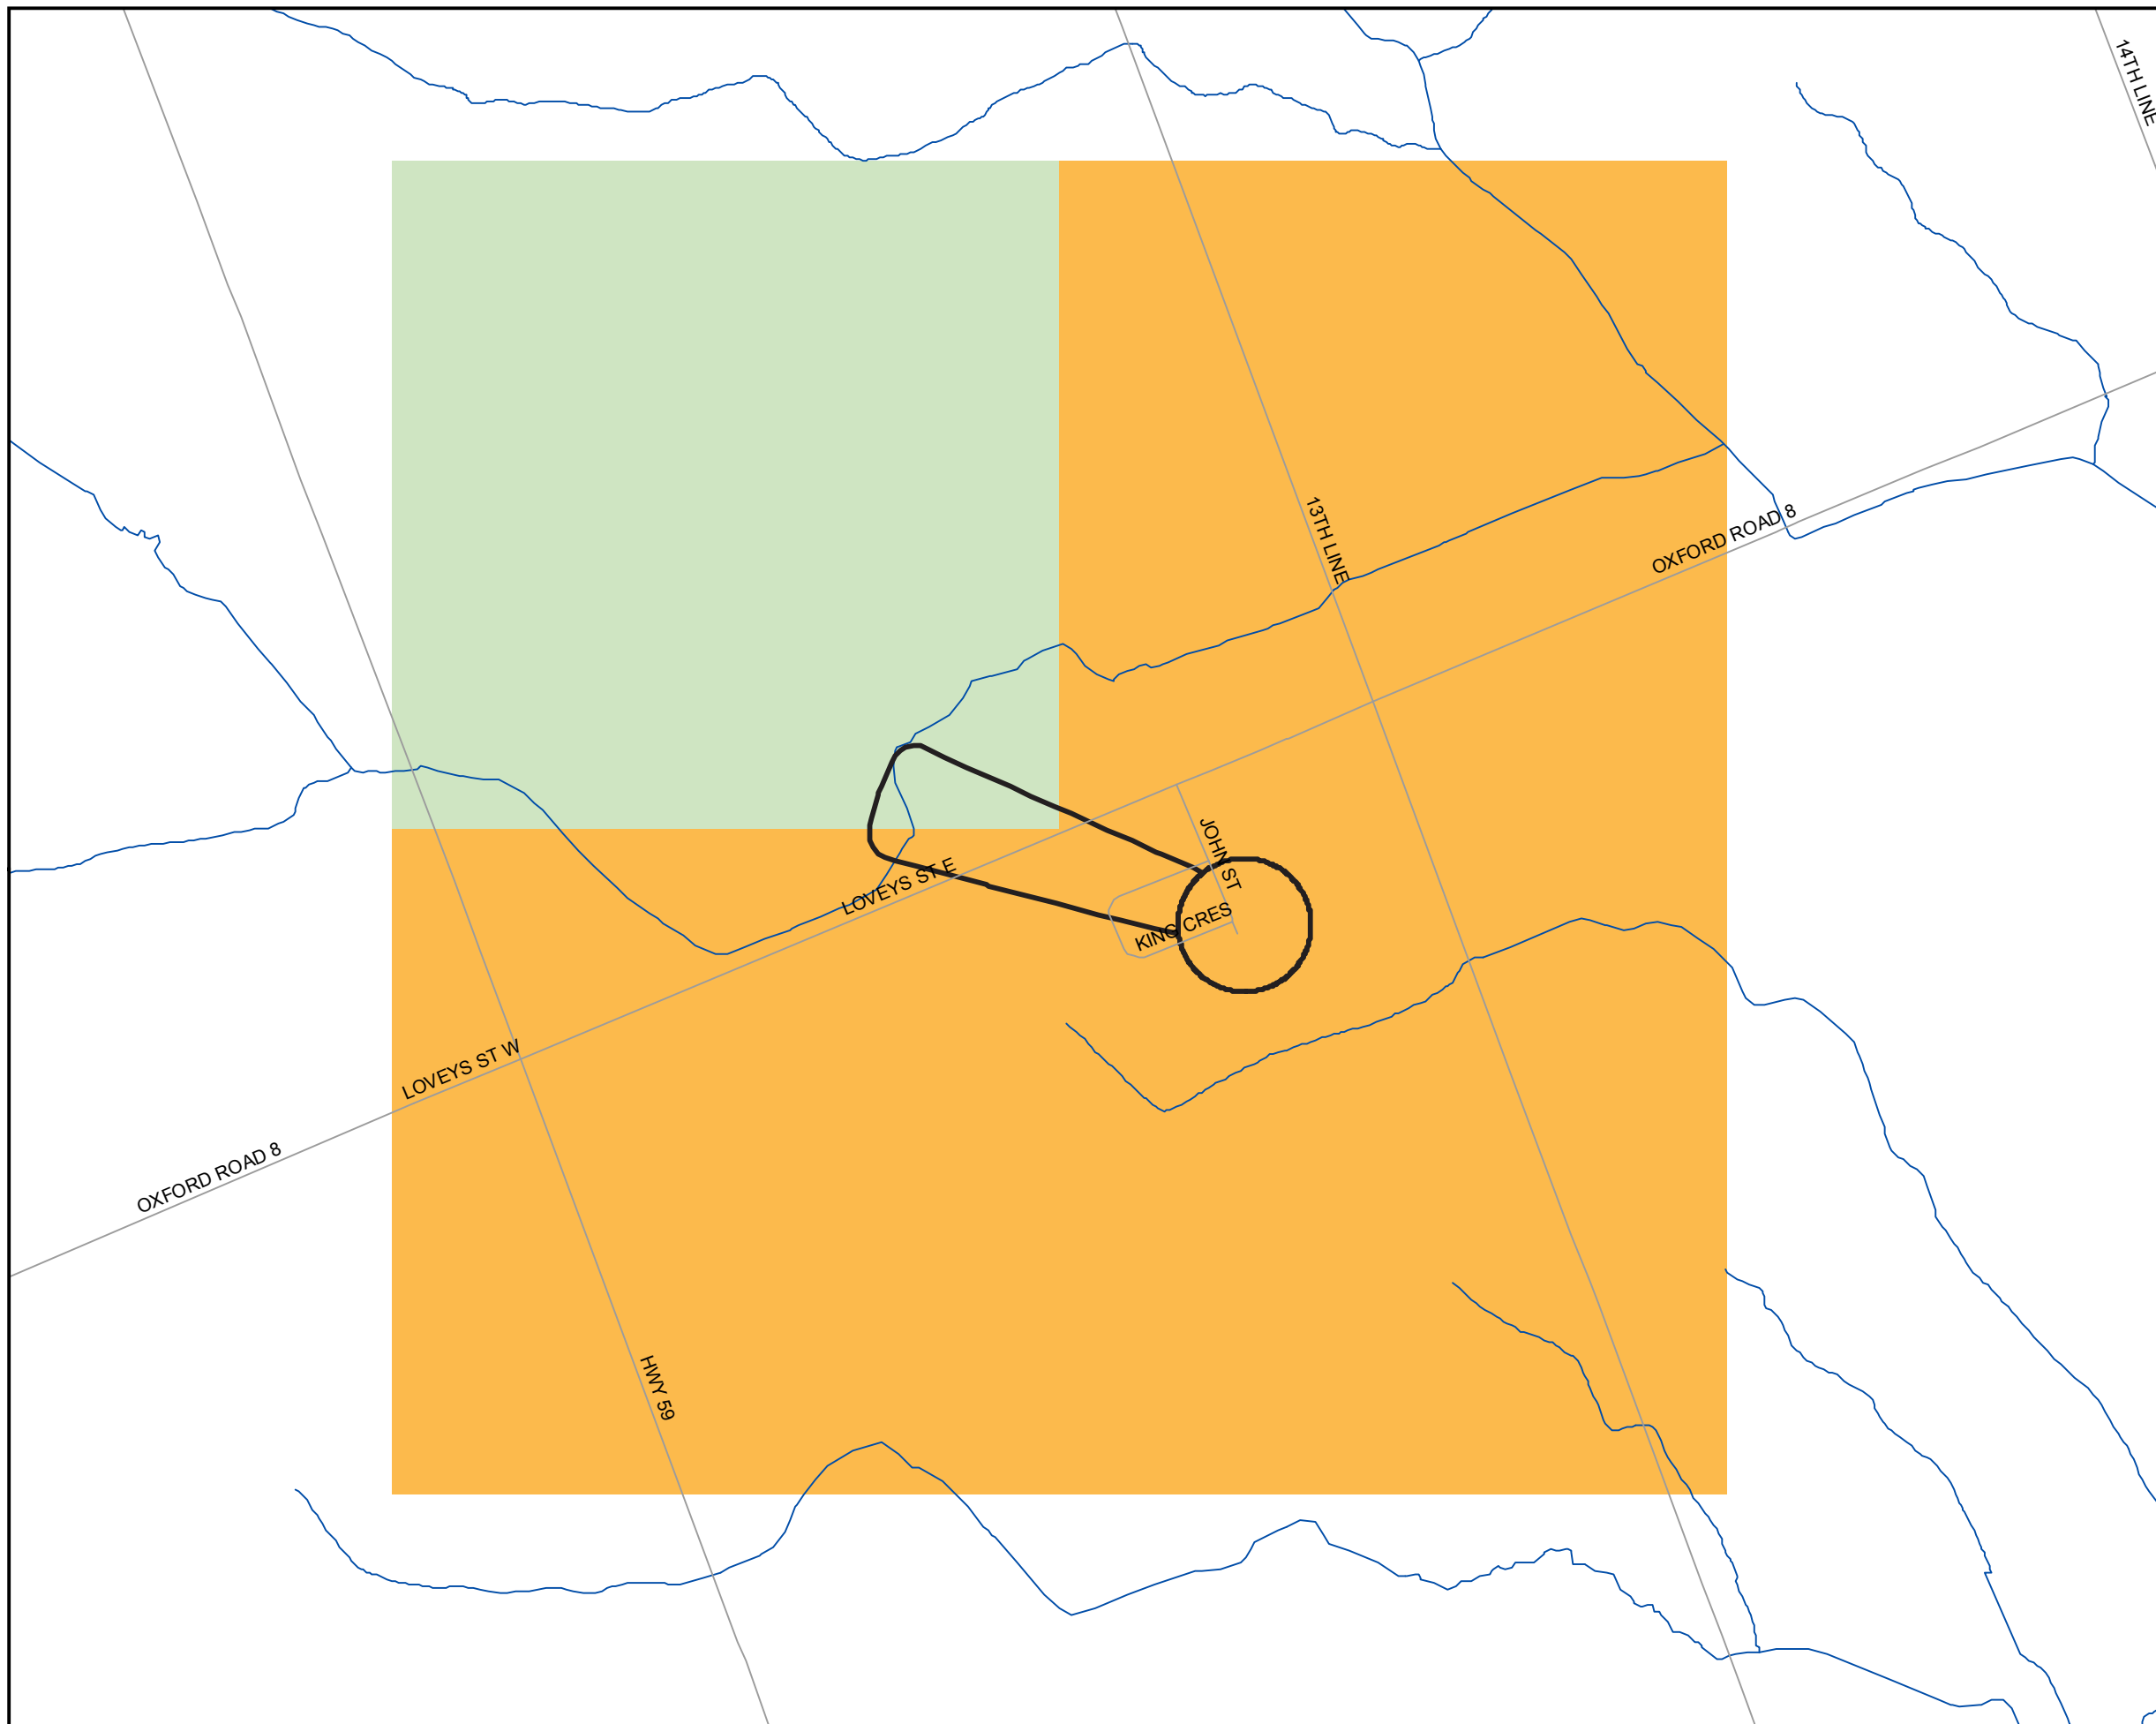 14TH LINE
13TH LINE
OXFORD ROAD 8
JOHN ST
LOVEYS ST E
KING CRES
LOVEYS ST W
OXFORD ROAD 8
HWY 59